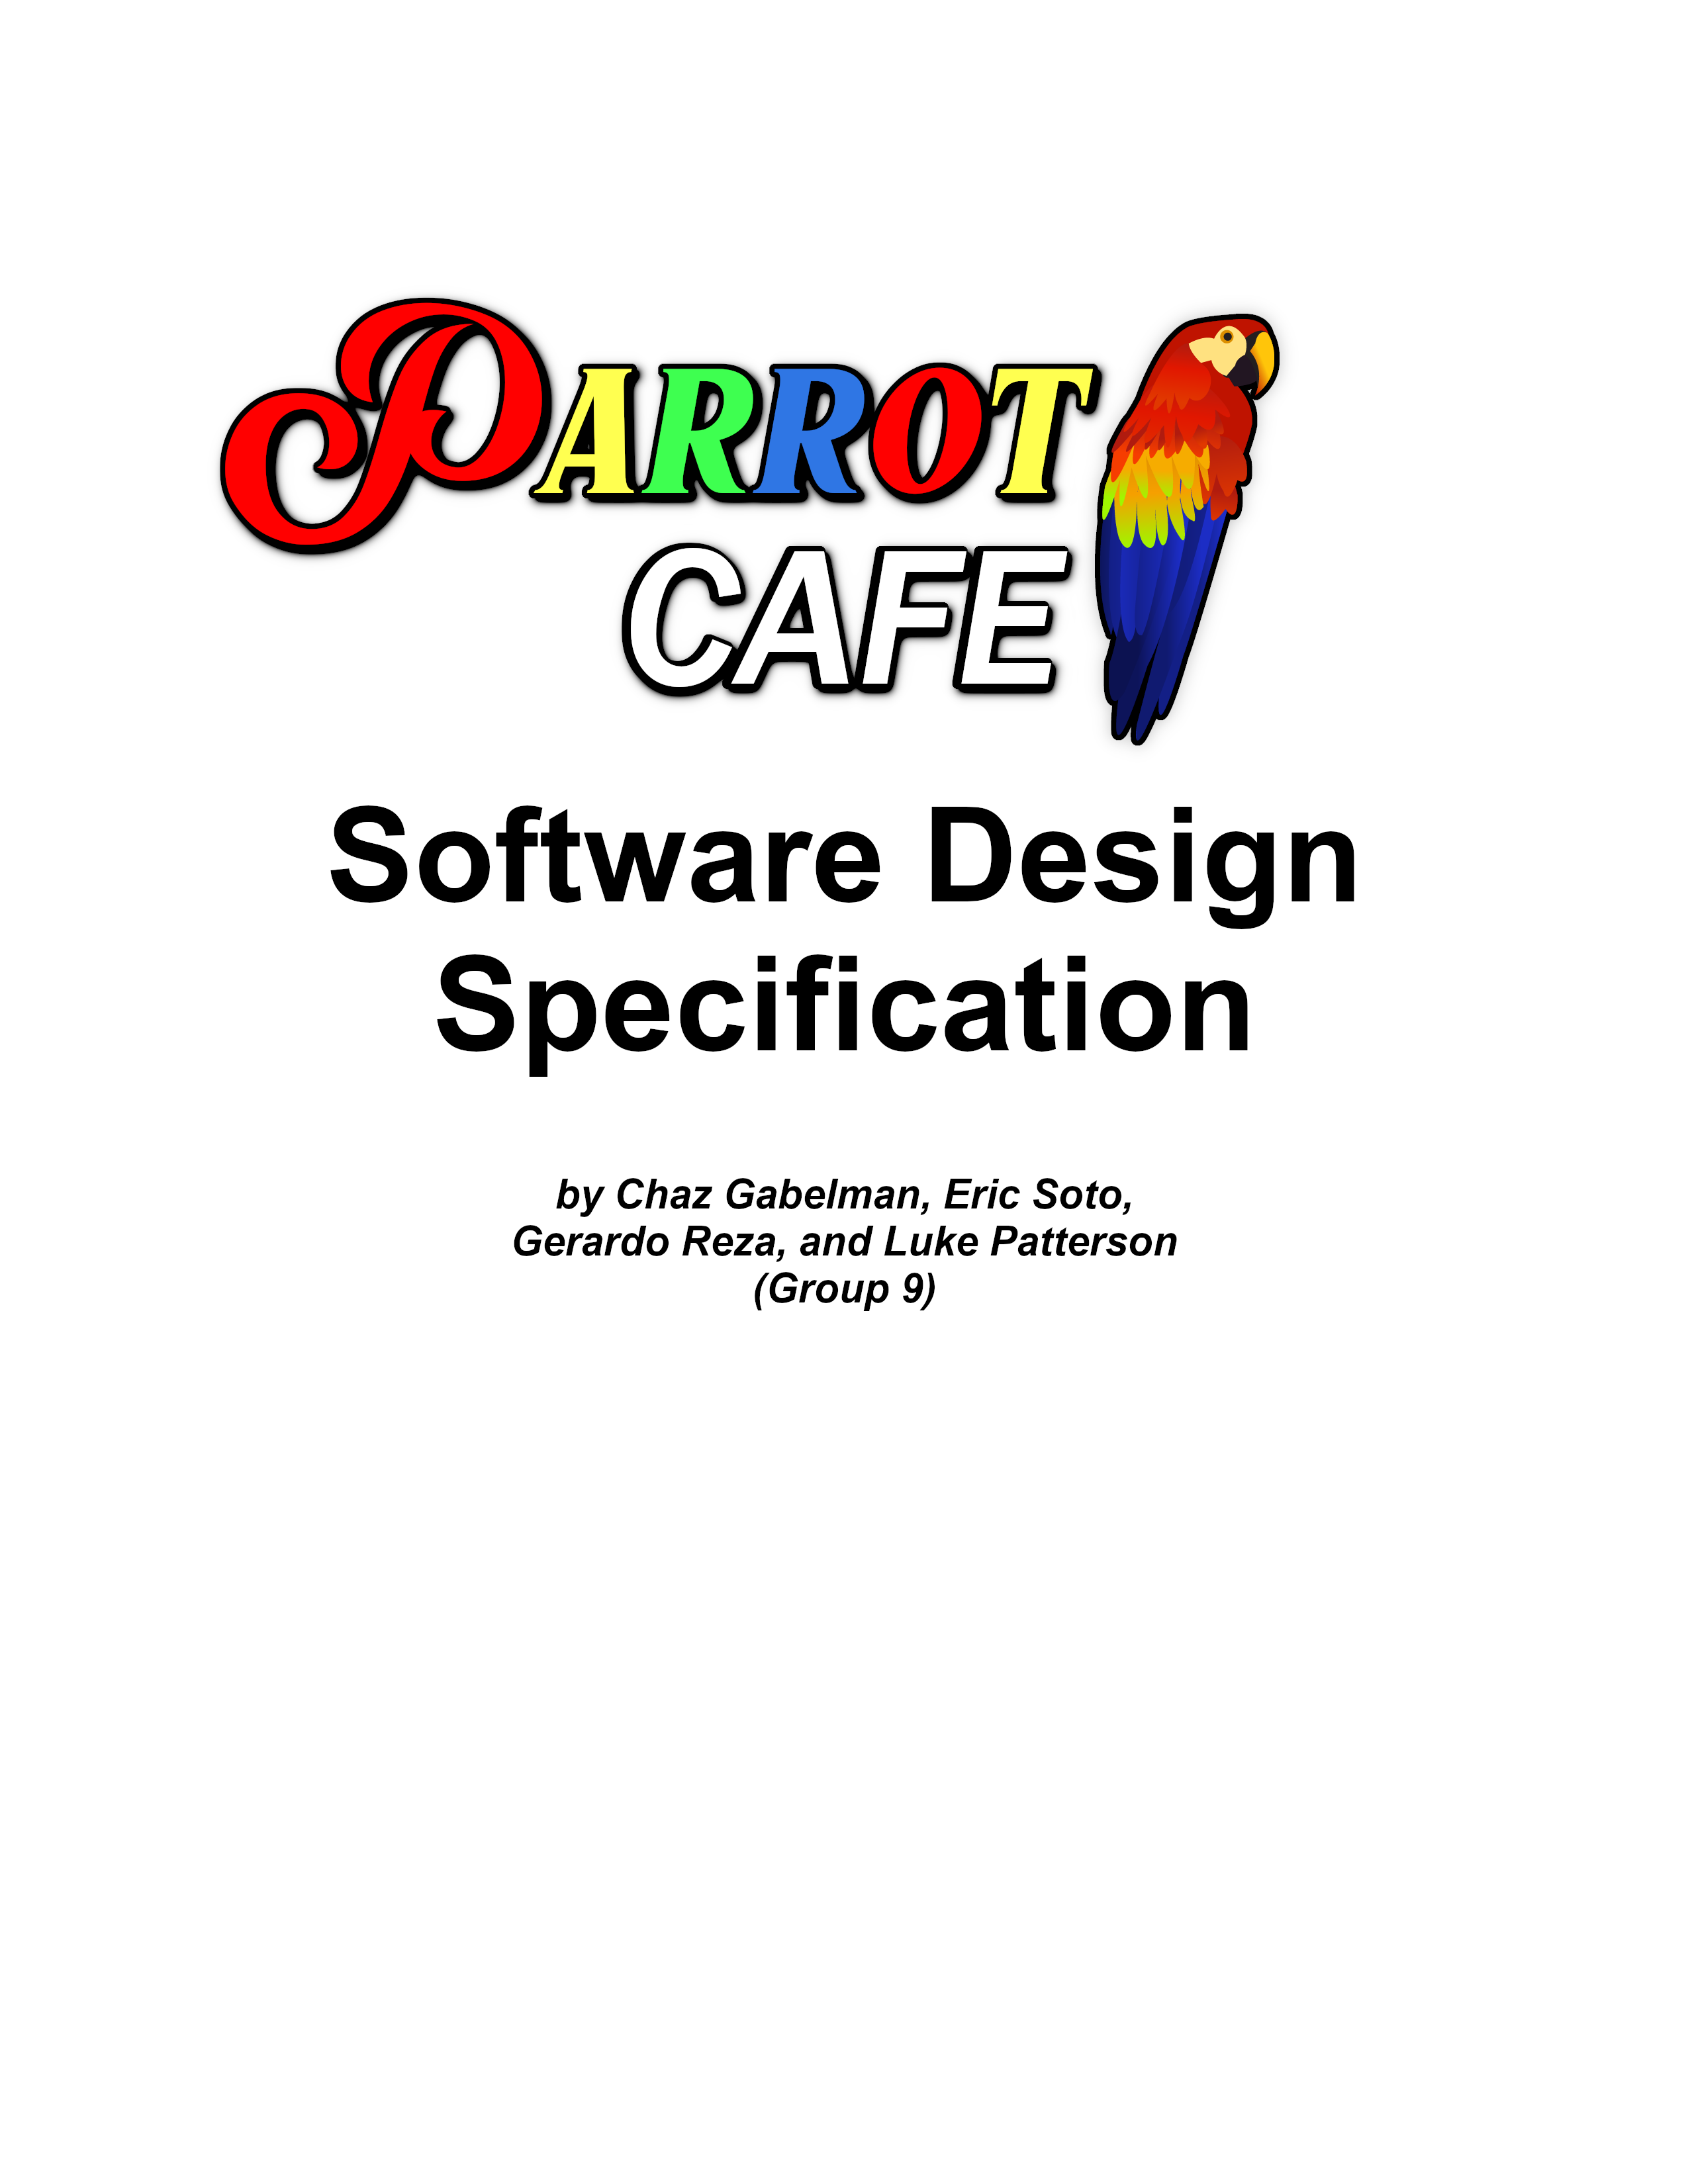 PARROT
CAFE
Software Design
Specification
by Chaz Gabelman, Eric Soto,
Gerardo Reza, and Luke Patterson
(Group 9)